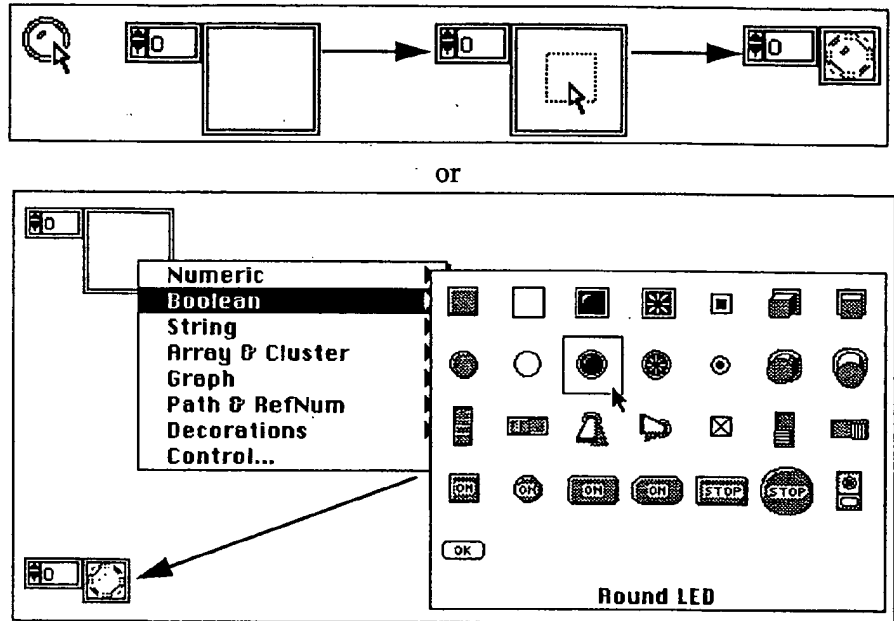 0 0 0
or
0
Numeric
Boolean
String
Array & Cluster
Graph
Path & RefNum
Decorations
Control...
ON ON ON ON STOP STOP
OK
0
Round LED